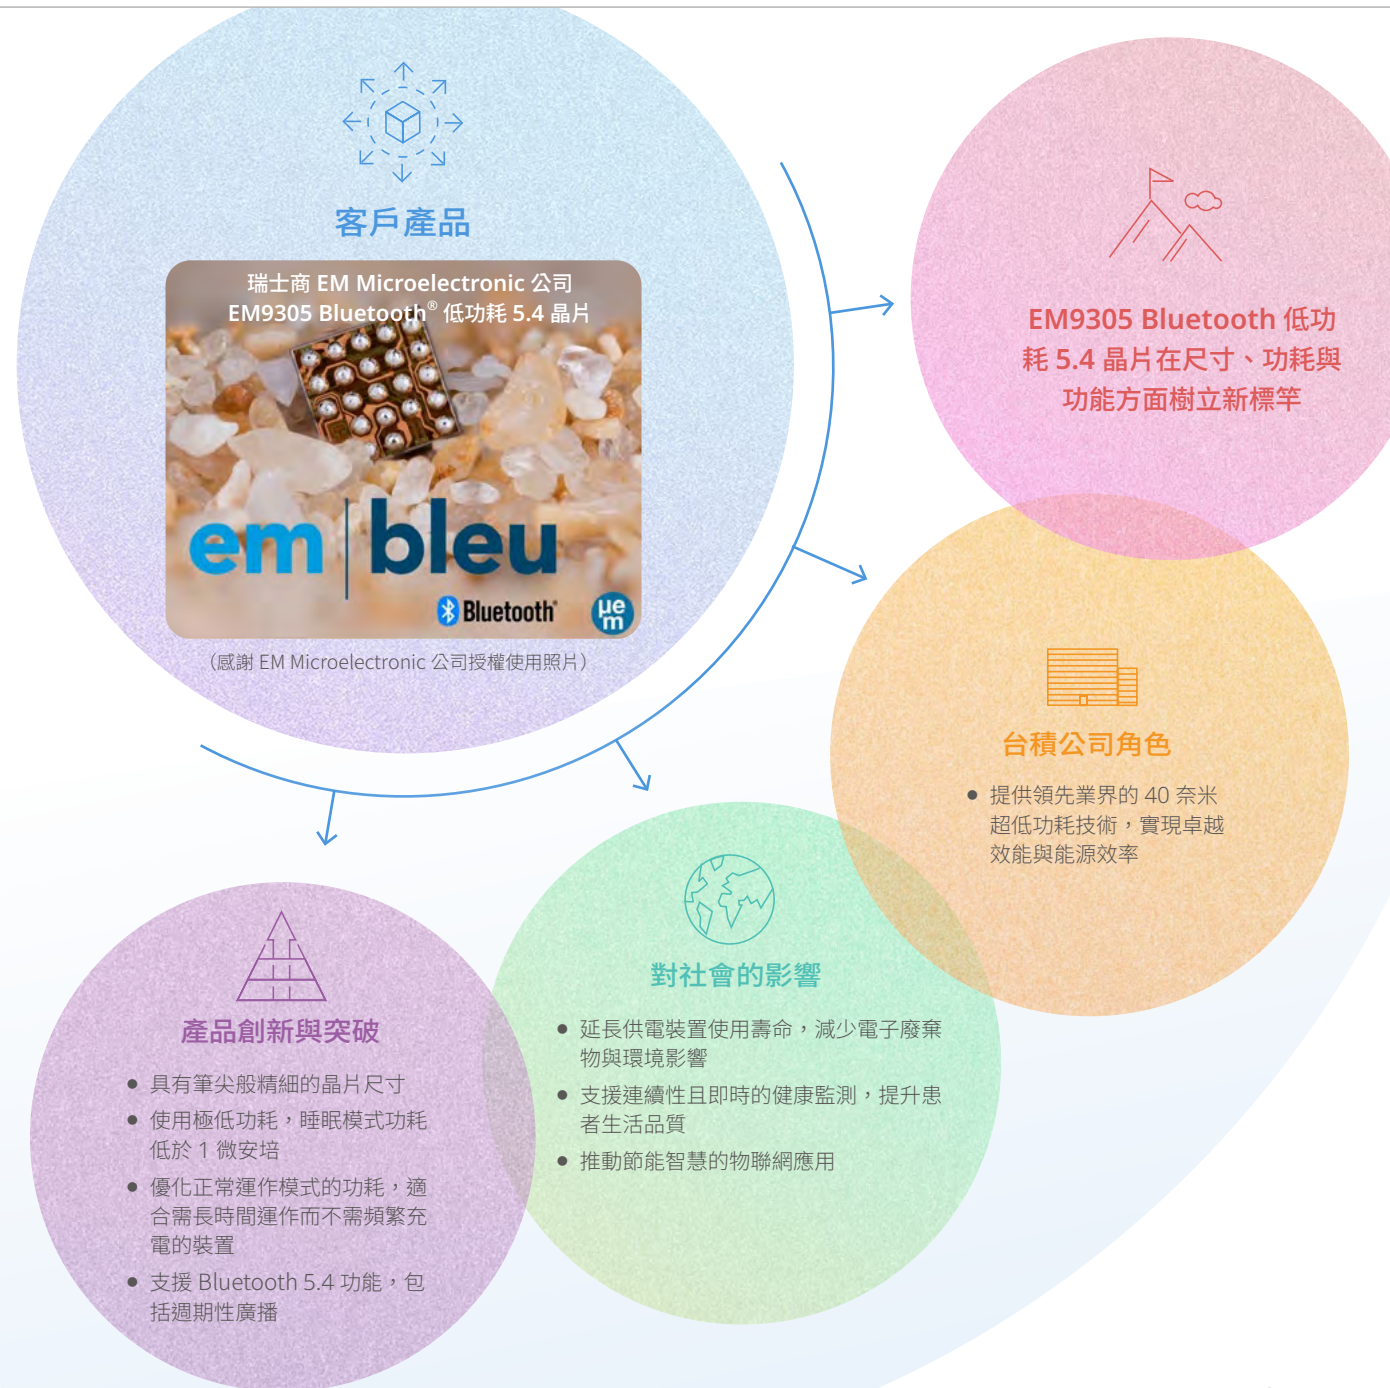 客戶產品
瑞士商 EM Microelectronic 公司
EM9305 Bluetooth® 低功耗 5.4 晶片
em | bleu
Bluetooth®
μe
m
（感謝 EM Microelectronic 公司授權使用照片）
EM9305 Bluetooth 低功
耗 5.4 晶片在尺寸、功耗與
功能方面樹立新標竿
台積公司角色
● 提供領先業界的 40 奈米
超低功耗技術，實現卓越
效能與能源效率
對社會的影響
● 延長供電裝置使用壽命，減少電子廢棄
物與環境影響
● 支援連續性且即時的健康監測，提升患
者生活品質
● 推動節能智慧的物聯網應用
產品創新與突破
● 具有筆尖般精細的晶片尺寸
● 使用極低功耗，睡眠模式功耗
低於 1 微安培
● 優化正常運作模式的功耗，適
合需長時間運作而不需頻繁充
電的裝置
● 支援 Bluetooth 5.4 功能，包
括週期性廣播